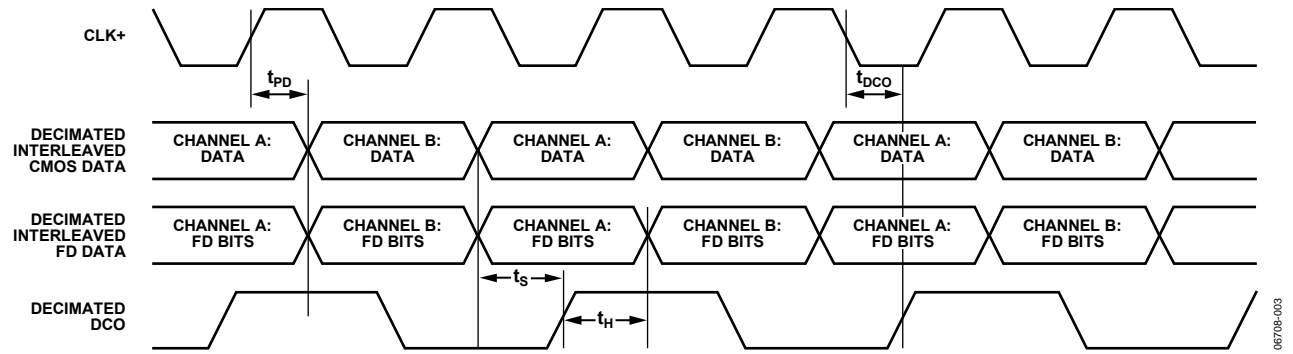 CLK+
tPD
tDCO
DECIMATED
INTERLEAVED
CMOS DATA
CHANNEL A:
DATA
CHANNEL B:
DATA
CHANNEL A:
DATA
CHANNEL B:
DATA
CHANNEL A:
DATA
CHANNEL B:
DATA
DECIMATED
INTERLEAVED
FD DATA
CHANNEL A:
FD BITS
CHANNEL B:
FD BITS
CHANNEL A:
FD BITS
CHANNEL B:
FD BITS
CHANNEL A:
FD BITS
CHANNEL B:
FD BITS
tS
DECIMATED
DCO
tH
06708-003